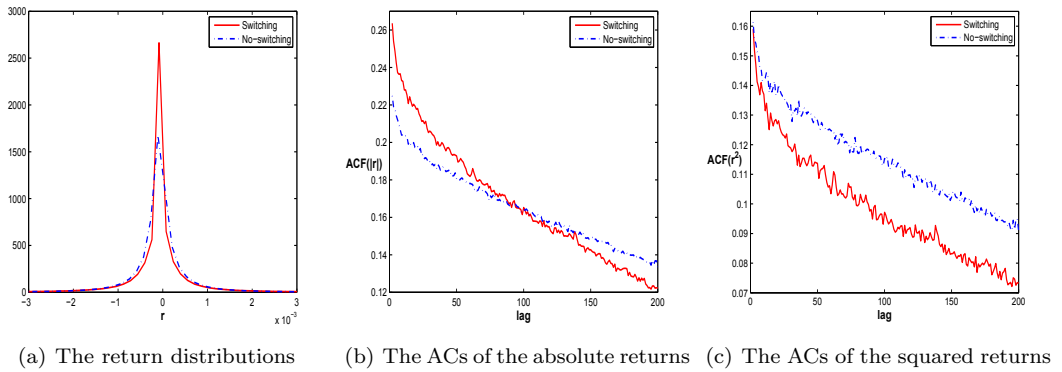 3000
2500
2000
1500
1000
500
0
−3 −2 −1 0 1 2 3
x 10−3
r
Switching
No−switching
0.26
0.24
0.22
0.2
0.18
0.16
0.14
0.12
ACF(|r|)
0 50 100 150 200
lag
Switching
No−switching
0.16
0.15
0.14
0.13
0.12
0.11
0.1
0.09
0.08
0.07
ACF(r2)
0 50 100 150 200
lag
Switching
No−switching
(a) The return distributions
(b) The ACs of the absolute returns
(c) The ACs of the squared returns